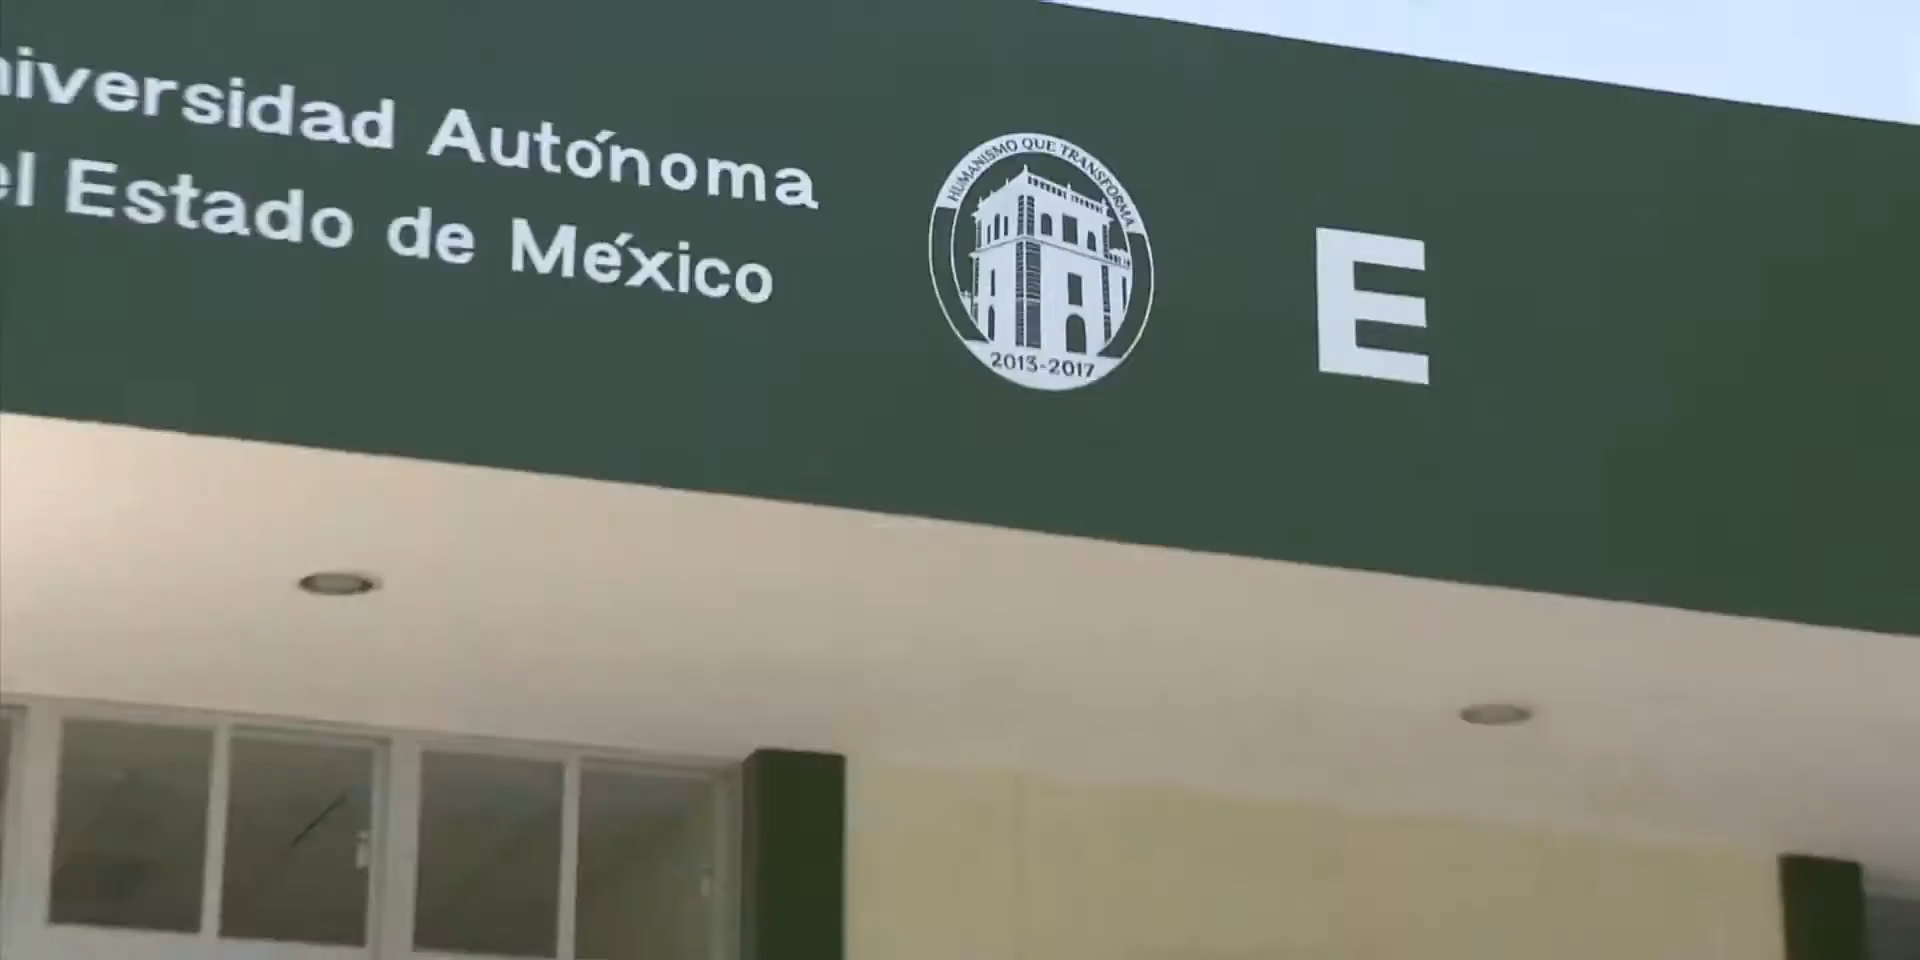 niversidad Autónoma
el Estado de México
HUMANISMO QUE TRANSFORMA
2013-2017
E